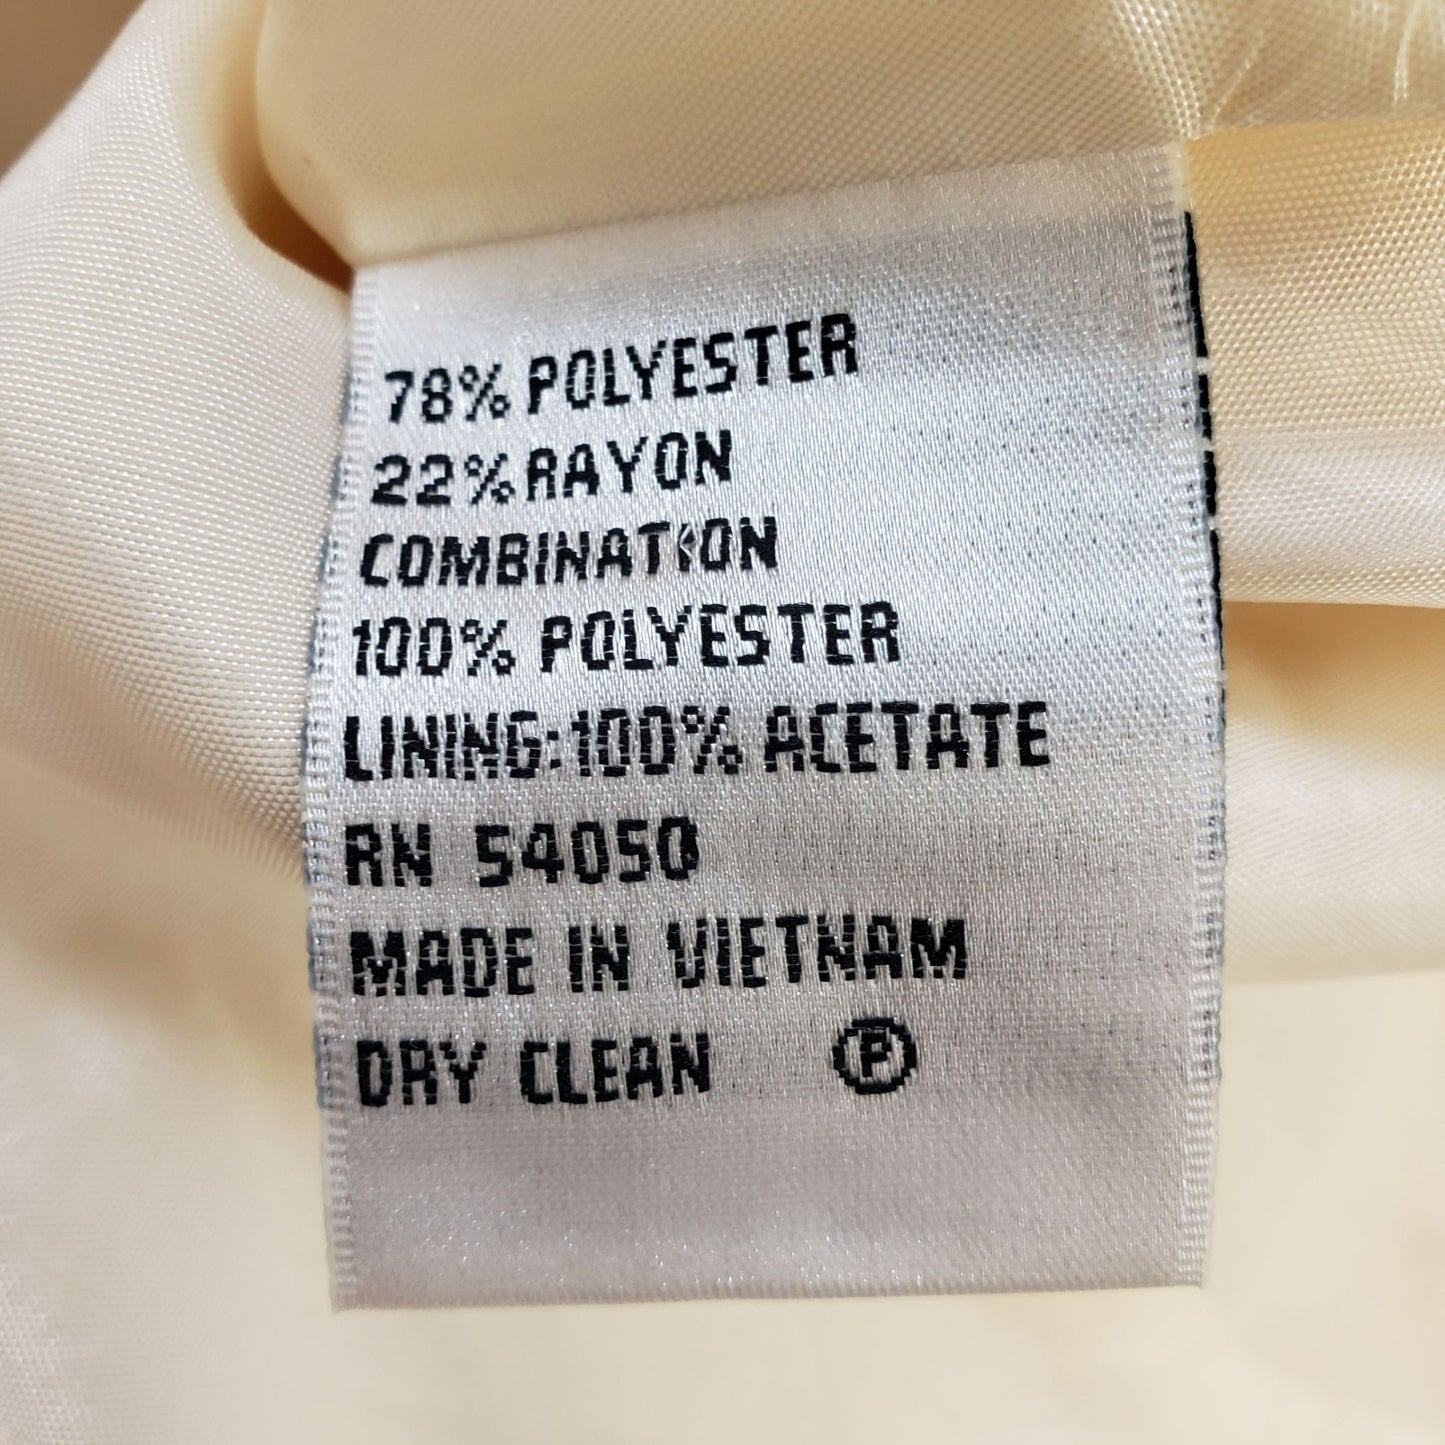 78% POLYESTER
22% RAYON
COMBINATION
100% POLYESTER
LINING:100% ACETATE
RN 54050
MADE IN VIETNAM
DRY CLEAN Ⓟ